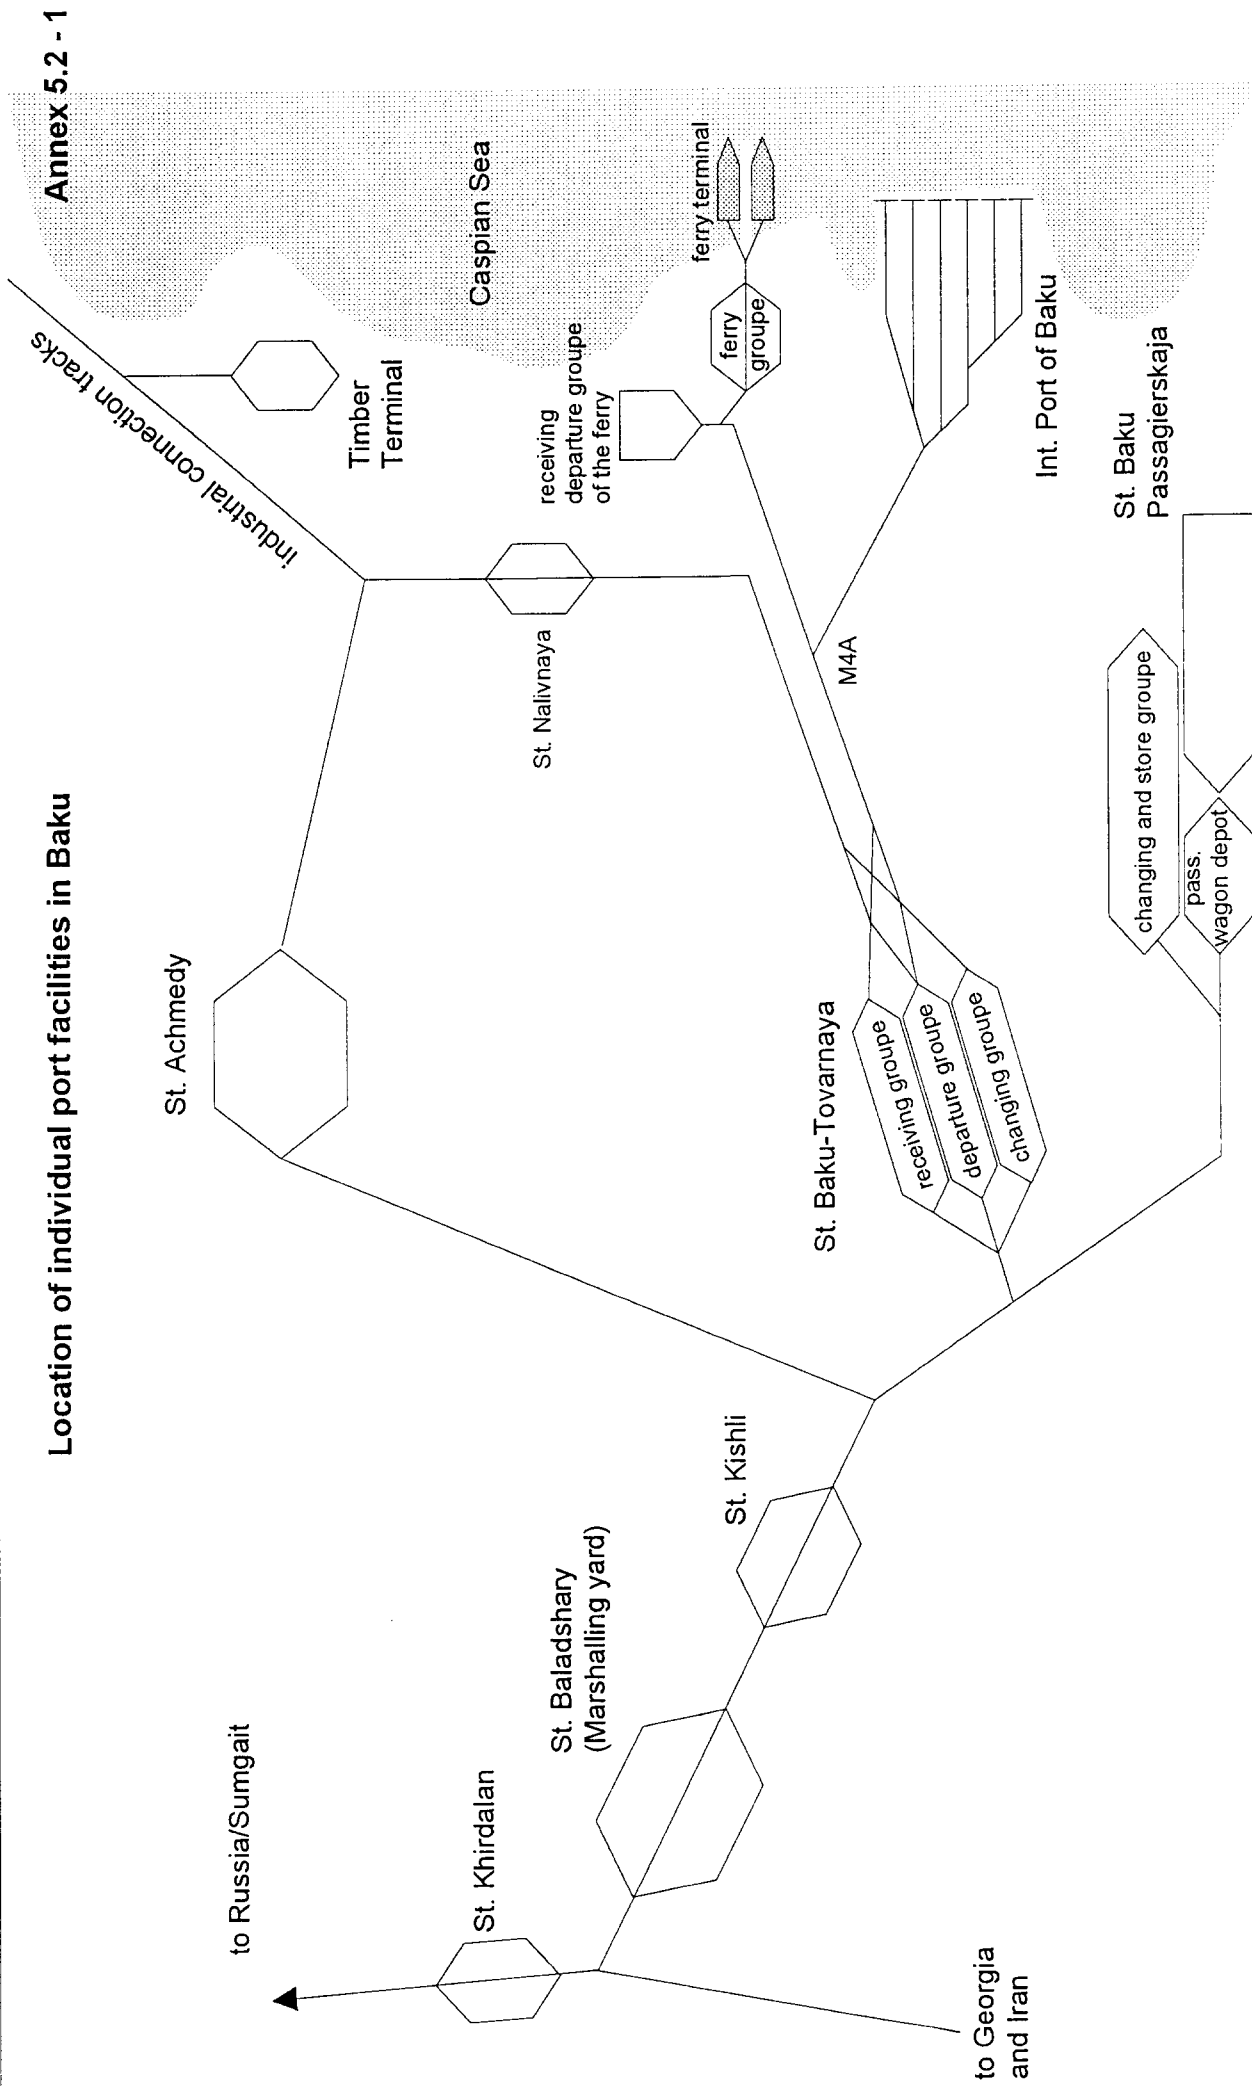 Annex 5.2 - 1
Location of individual port facilities in Baku
to Russia/Sumgait
St. Khirdalan
St. Baladshary
(Marshalling yard)
St. Kishli
to Georgia
and Iran
St. Achmedy
industrial connection tracks
Timber
Terminal
Caspian Sea
St. Nalivnaya
receiving
departure groupe
of the ferry
ferry terminal
ferry
groupe
M4A
Int. Port of Baku
St. Baku-Tovarnaya
receiving groupe
departure groupe
changing groupe
St. Baku
Passagierskaja
changing and store groupe
pass.
wagon depot